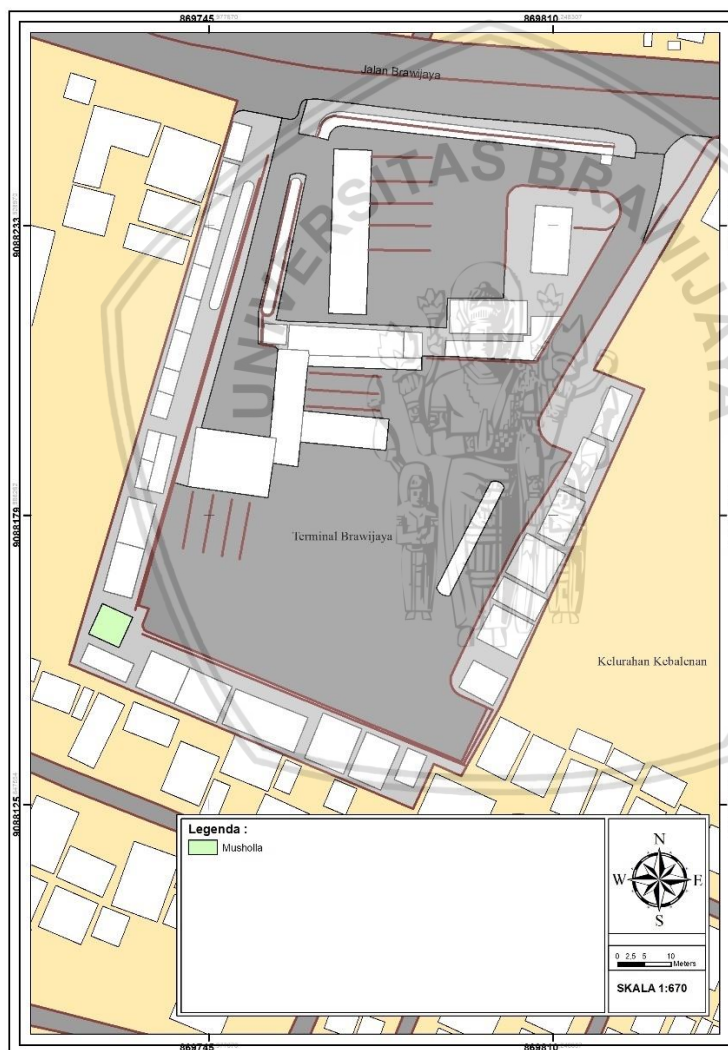 869745
869810
Jalan Brawijaya
UNIVERSITAS BRAWIJAYA
9088233
9088179
Terminal Brawijaya
Kelurahan Kebalenan
9088125
Legenda :
Musholla
N
W E
S
0 2.5 5 10
Meters
SKALA 1:670
869745
869810